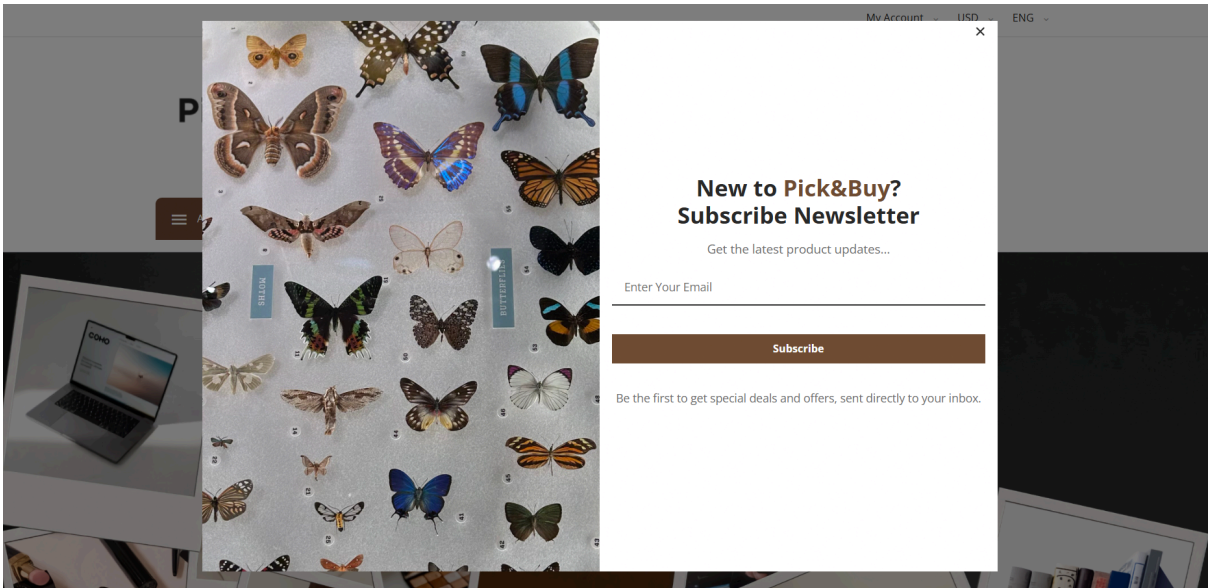 My Account
USD
ENG
P
A
New to Pick&Buy?
Subscribe Newsletter
Get the latest product updates...
Enter Your Email
Subscribe
Be the first to get special deals and offers, sent directly to your inbox.
MOTHS
COMO